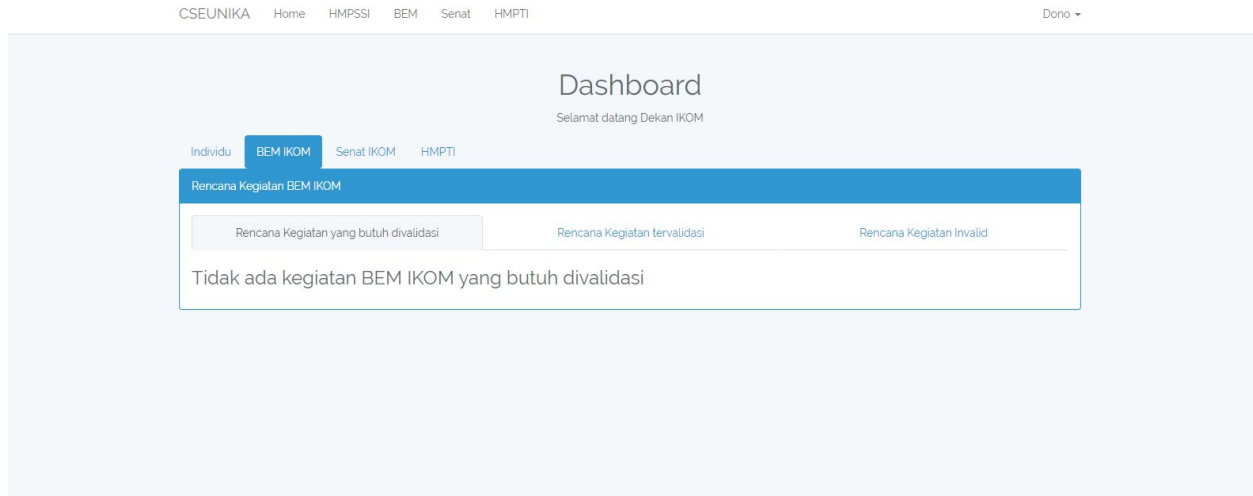 CSEUNIKA Home HMPSSI BEM Senat HMPTI Dono
Dashboard
Selamat datang Dekan IKOM
Individu BEM IKOM Senat IKOM HMPTI
Rencana Kegiatan BEM IKOM
Rencana Kegiatan yang butuh divalidasi Rencana Kegiatan tervalidasi Rencana Kegiatan Invalid
Tidak ada kegiatan BEM IKOM yang butuh divalidasi